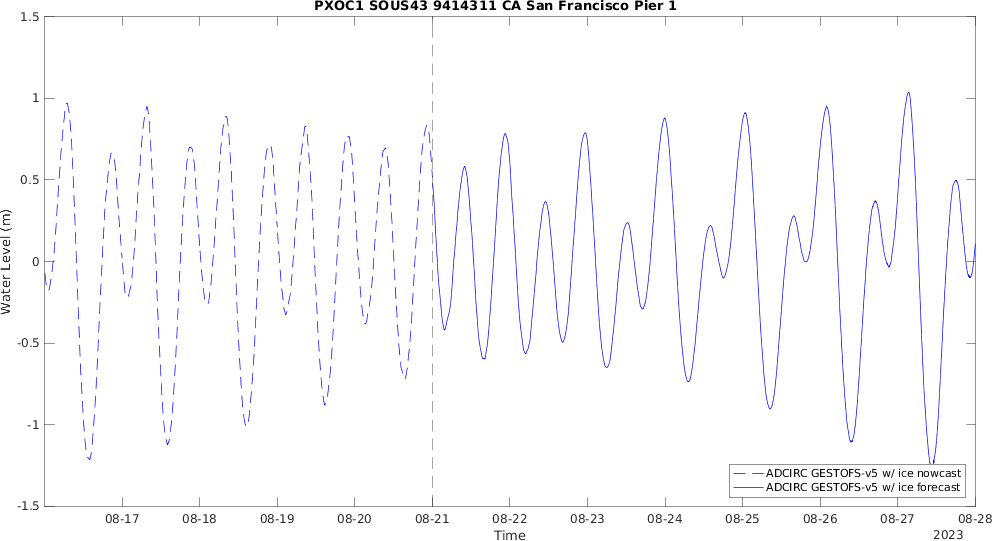 PXOC1 SOUS43 9414311 CA San Francisco Pier 1
1.5
1
0.5
0
-0.5
-1
-1.5
Water Level (m)
ADCIRC GESTOFS-v5 w/ ice nowcast
ADCIRC GESTOFS-v5 w/ ice forecast
08-17 08-18 08-19 08-20 08-21 08-22 08-23 08-24 08-25 08-26 08-27 08-28
Time
2023